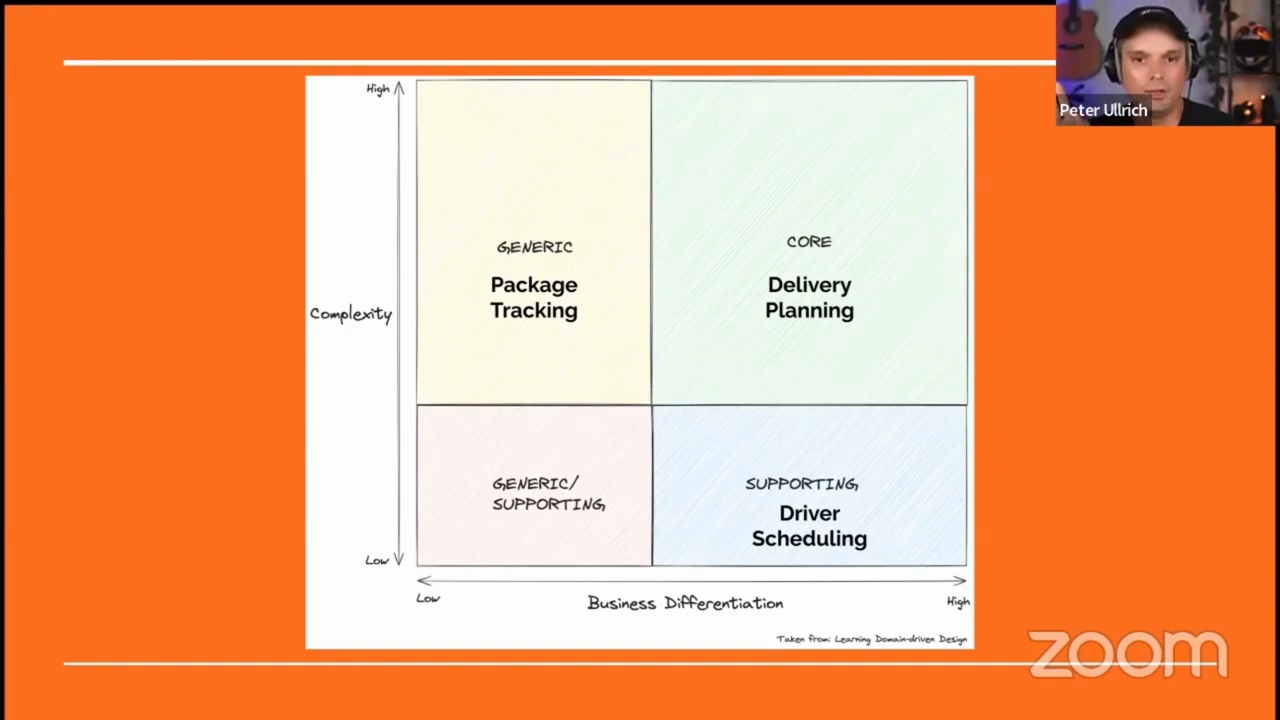 Peter Ullrich
High
GENERIC
Package
Tracking
CORE
Delivery
Planning
Complexity
GENERIC/
SUPPORTING
SUPPORTING
Driver
Scheduling
Low
Low
Business Differentiation
High
Taken from: Learning Domain-driven Design
zoom